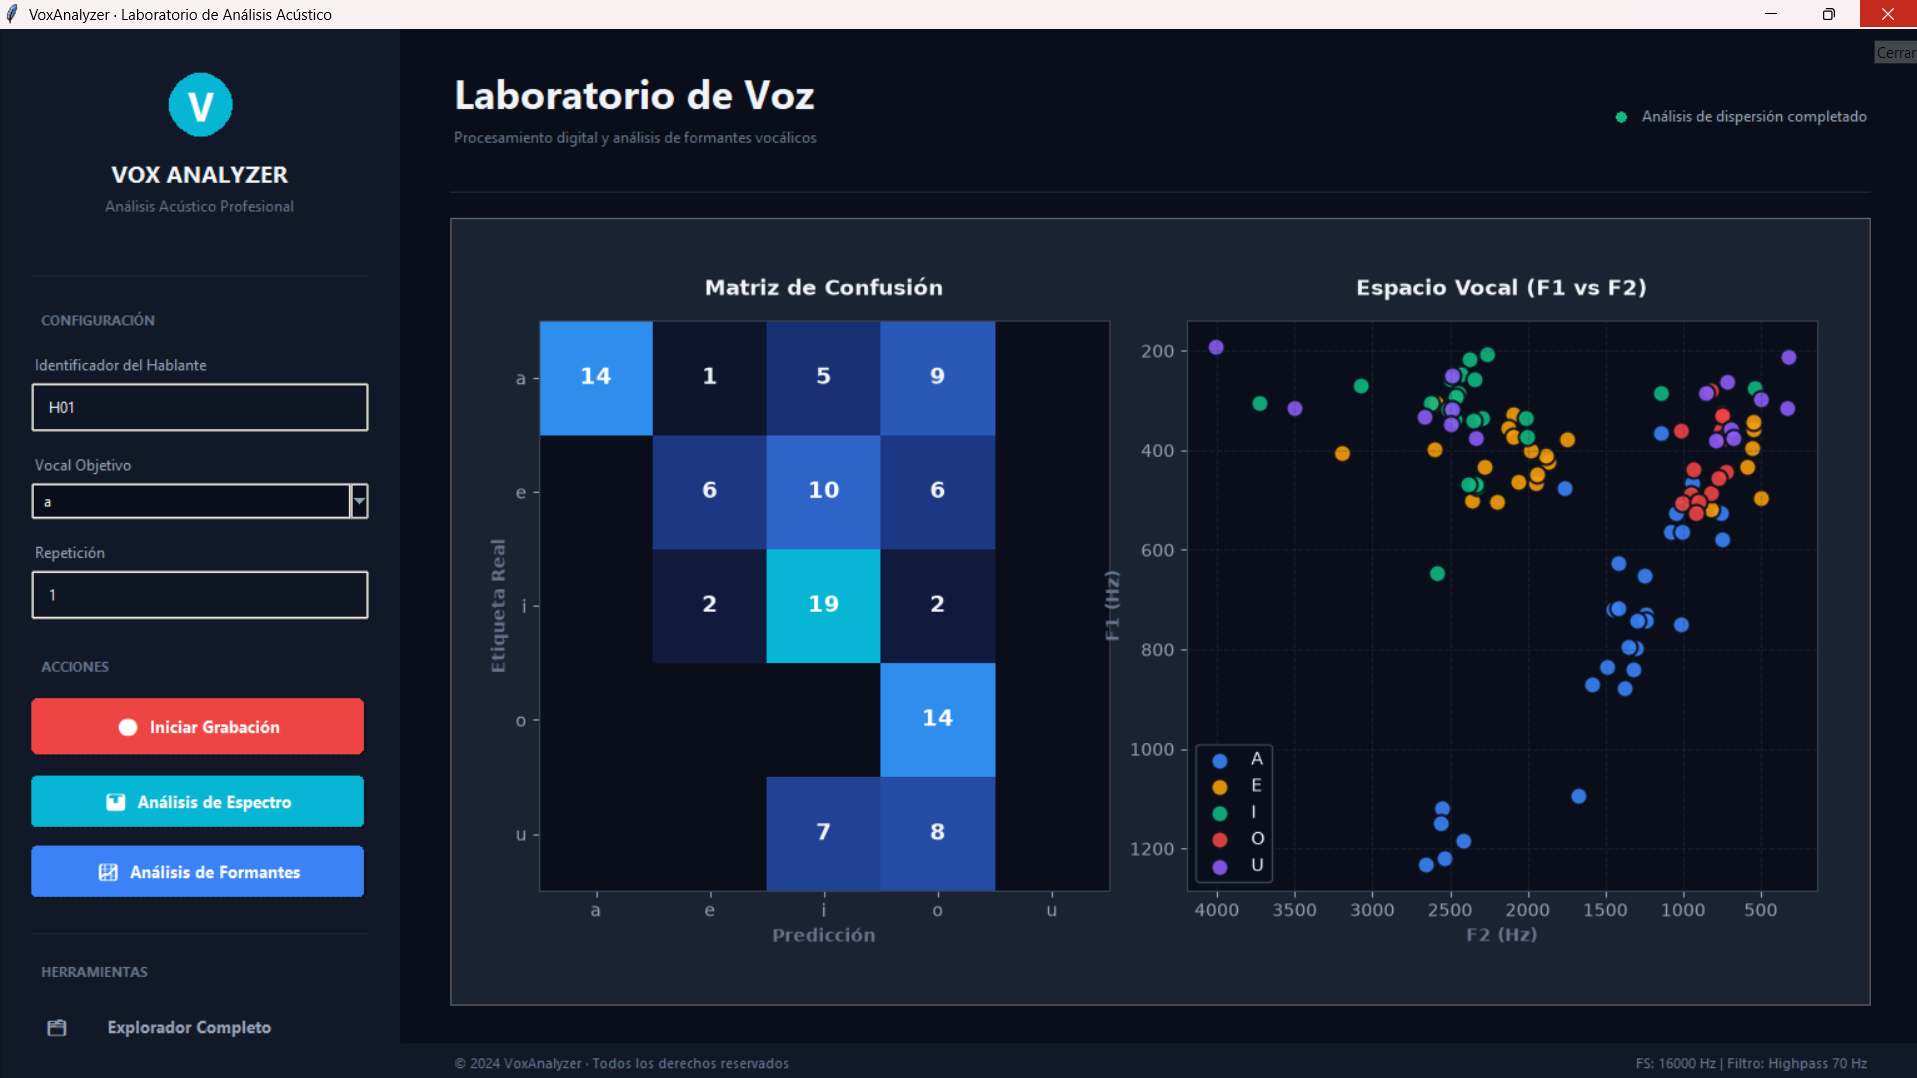 VoxAnalyzer · Laboratorio de Análisis Acústico
Cerrar
V
VOX ANALYZER
Análisis Acústico Profesional
CONFIGURACIÓN
Identificador del Hablante
H01
Vocal Objetivo
a
Repetición
1
ACCIONES
Iniciar Grabación
Análisis de Espectro
Análisis de Formantes
HERRAMIENTAS
Explorador Completo
Laboratorio de Voz
Procesamiento digital y análisis de formantes vocálicos
Análisis de dispersión completado
Matriz de Confusión
Etiqueta Real
a 14 1 5 9
e 6 10 6
i 2 19 2
o 14
u 7 8
a e i o u
Predicción
Espacio Vocal (F1 vs F2)
F1 (Hz)
200
400
600
800
1000
1200
A
E
I
O
U
4000 3500 3000 2500 2000 1500 1000 500
F2 (Hz)
© 2024 VoxAnalyzer · Todos los derechos reservados
FS: 16000 Hz | Filtro: Highpass 70 Hz